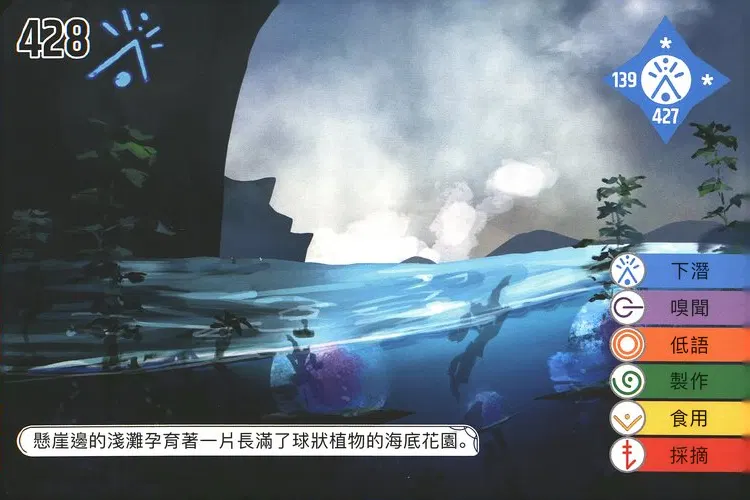 428
*
139 *
427
下潛
嗅聞
低語
製作
食用
採摘
懸崖邊的淺灘孕育著一片長滿了球狀植物的海底花園。